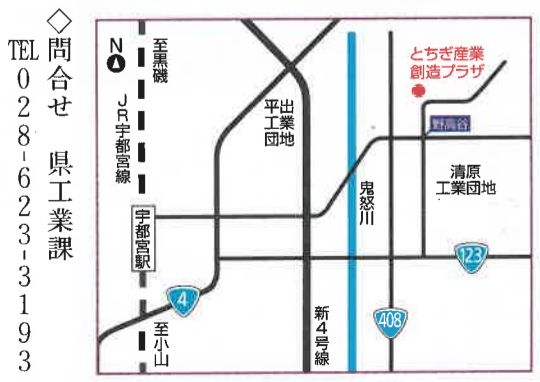 ◇問合せ 県工業課
TEL 028-623-3193
N
至黒磯
JR宇都宮線
宇都宮駅
至小山
4
平出工業団地
新4号線
鬼怒川
408
とちぎ産業
創造プラザ
野高谷
清原
工業団地
123